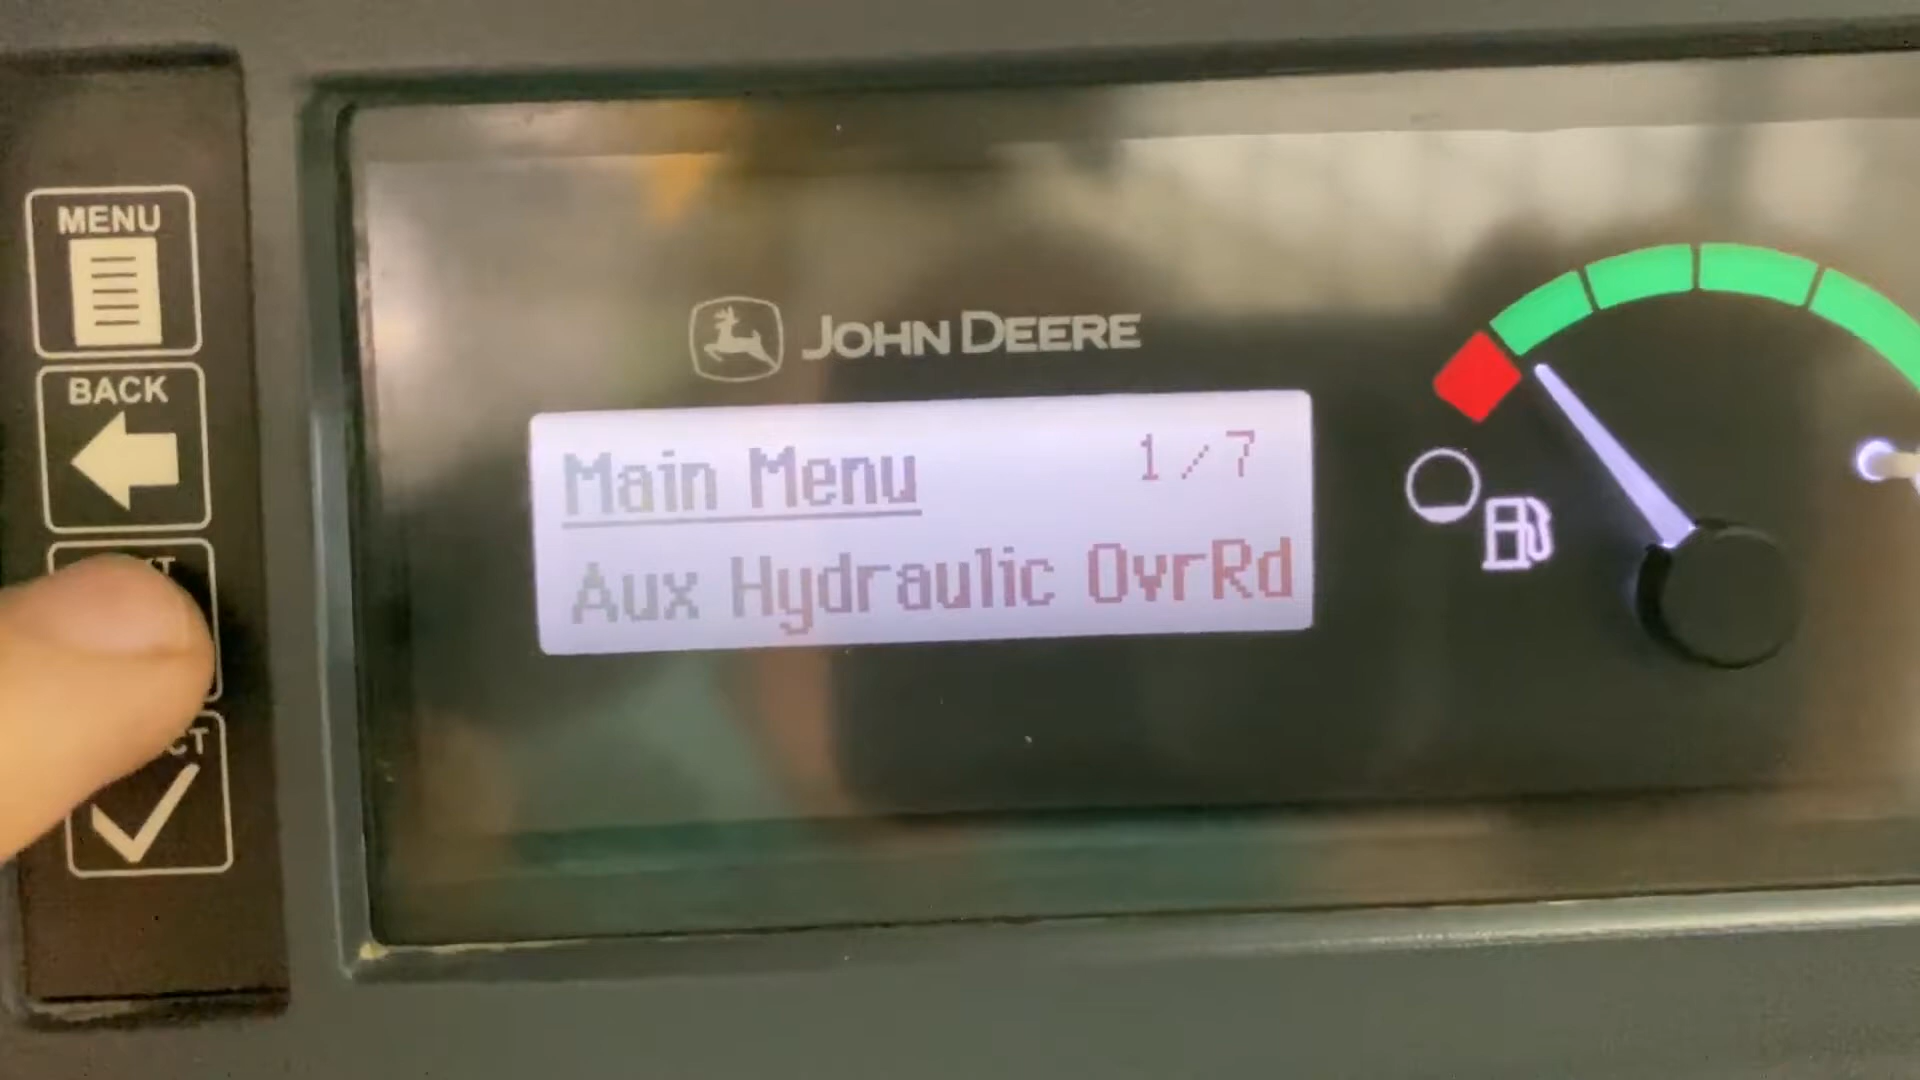 MENU
BACK
JOHN DEERE
Main Menu 1/7
Aux Hydraulic OvrRd